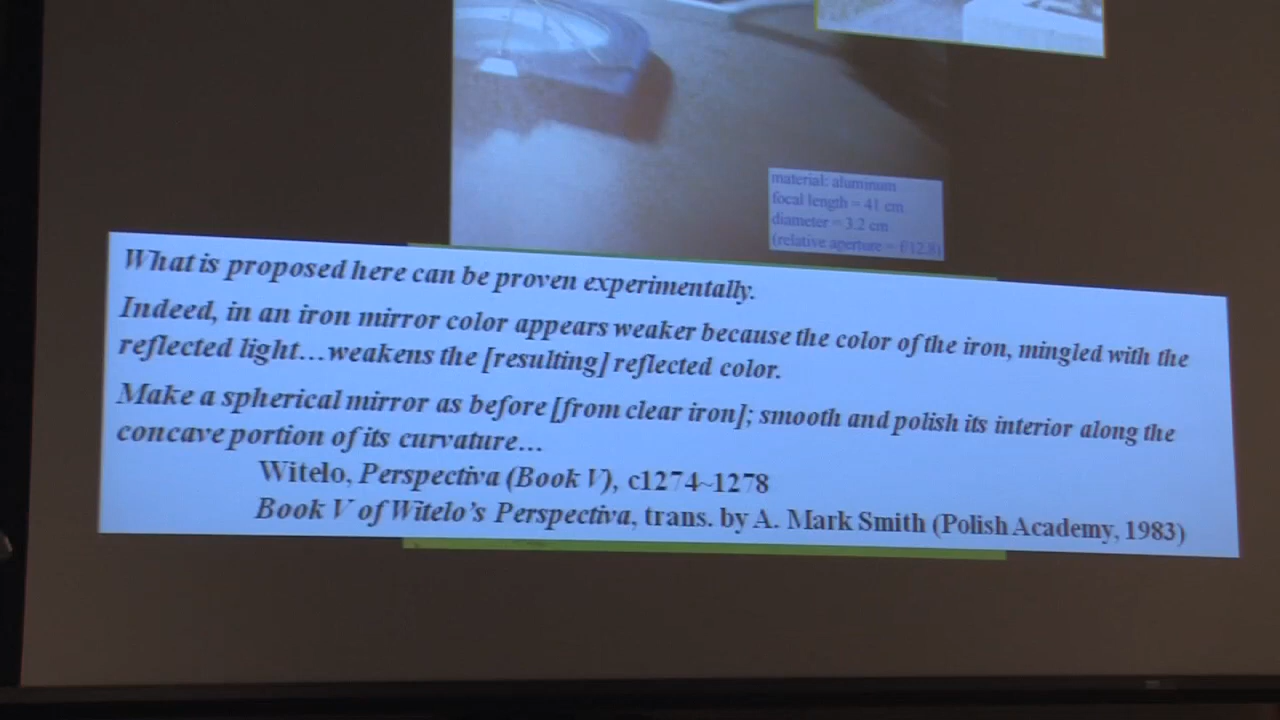 material: aluminum
focal length = 41 cm
diameter = 3.2 cm
(relative aperture = f/12.8)
What is proposed here can be proven experimentally.
Indeed, in an iron mirror color appears weaker because the color of the iron, mingled with the
reflected light…weakens the [resulting] reflected color.
Make a spherical mirror as before [from clear iron]; smooth and polish its interior along the
concave portion of its curvature…
Witelo, Perspectiva (Book V), c1274~1278
Book V of Witelo's Perspectiva, trans. by A. Mark Smith (Polish Academy, 1983)